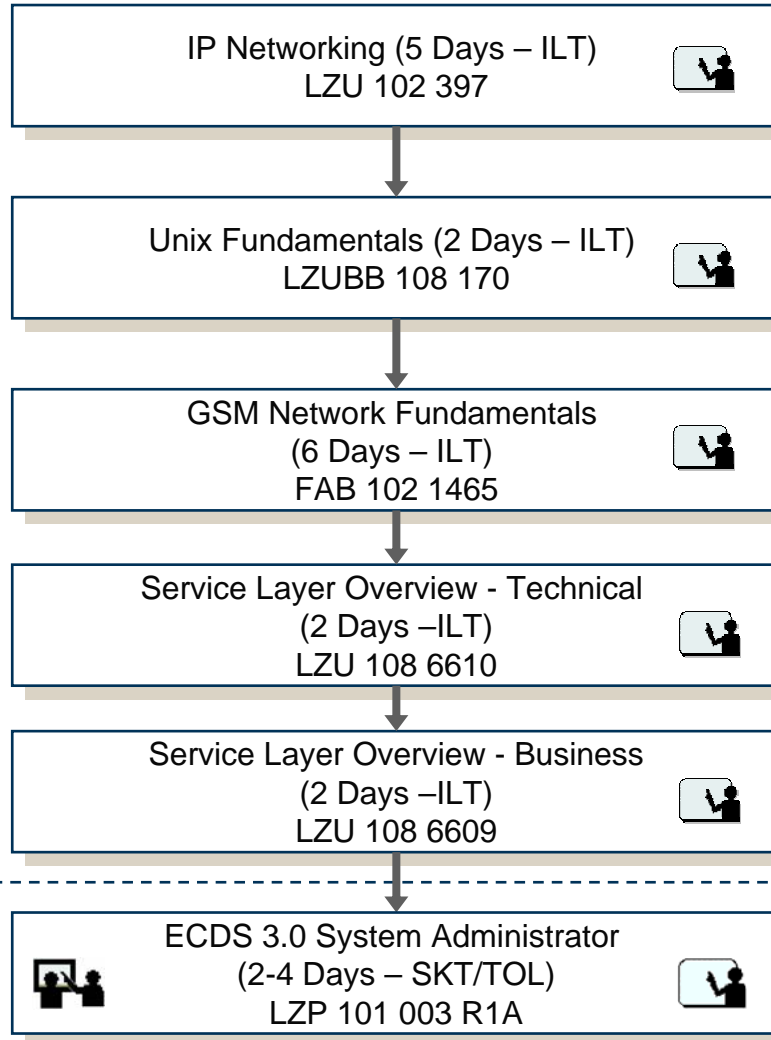 IP Networking (5 Days – ILT)
LZU 102 397
Unix Fundamentals (2 Days – ILT)
LZUBB 108 170
GSM Network Fundamentals
(6 Days – ILT)
FAB 102 1465
Service Layer Overview - Technical
(2 Days –ILT)
LZU 108 6610
Service Layer Overview - Business
(2 Days –ILT)
LZU 108 6609
ECDS 3.0 System Administrator
(2-4 Days – SKT/TOL)
LZP 101 003 R1A